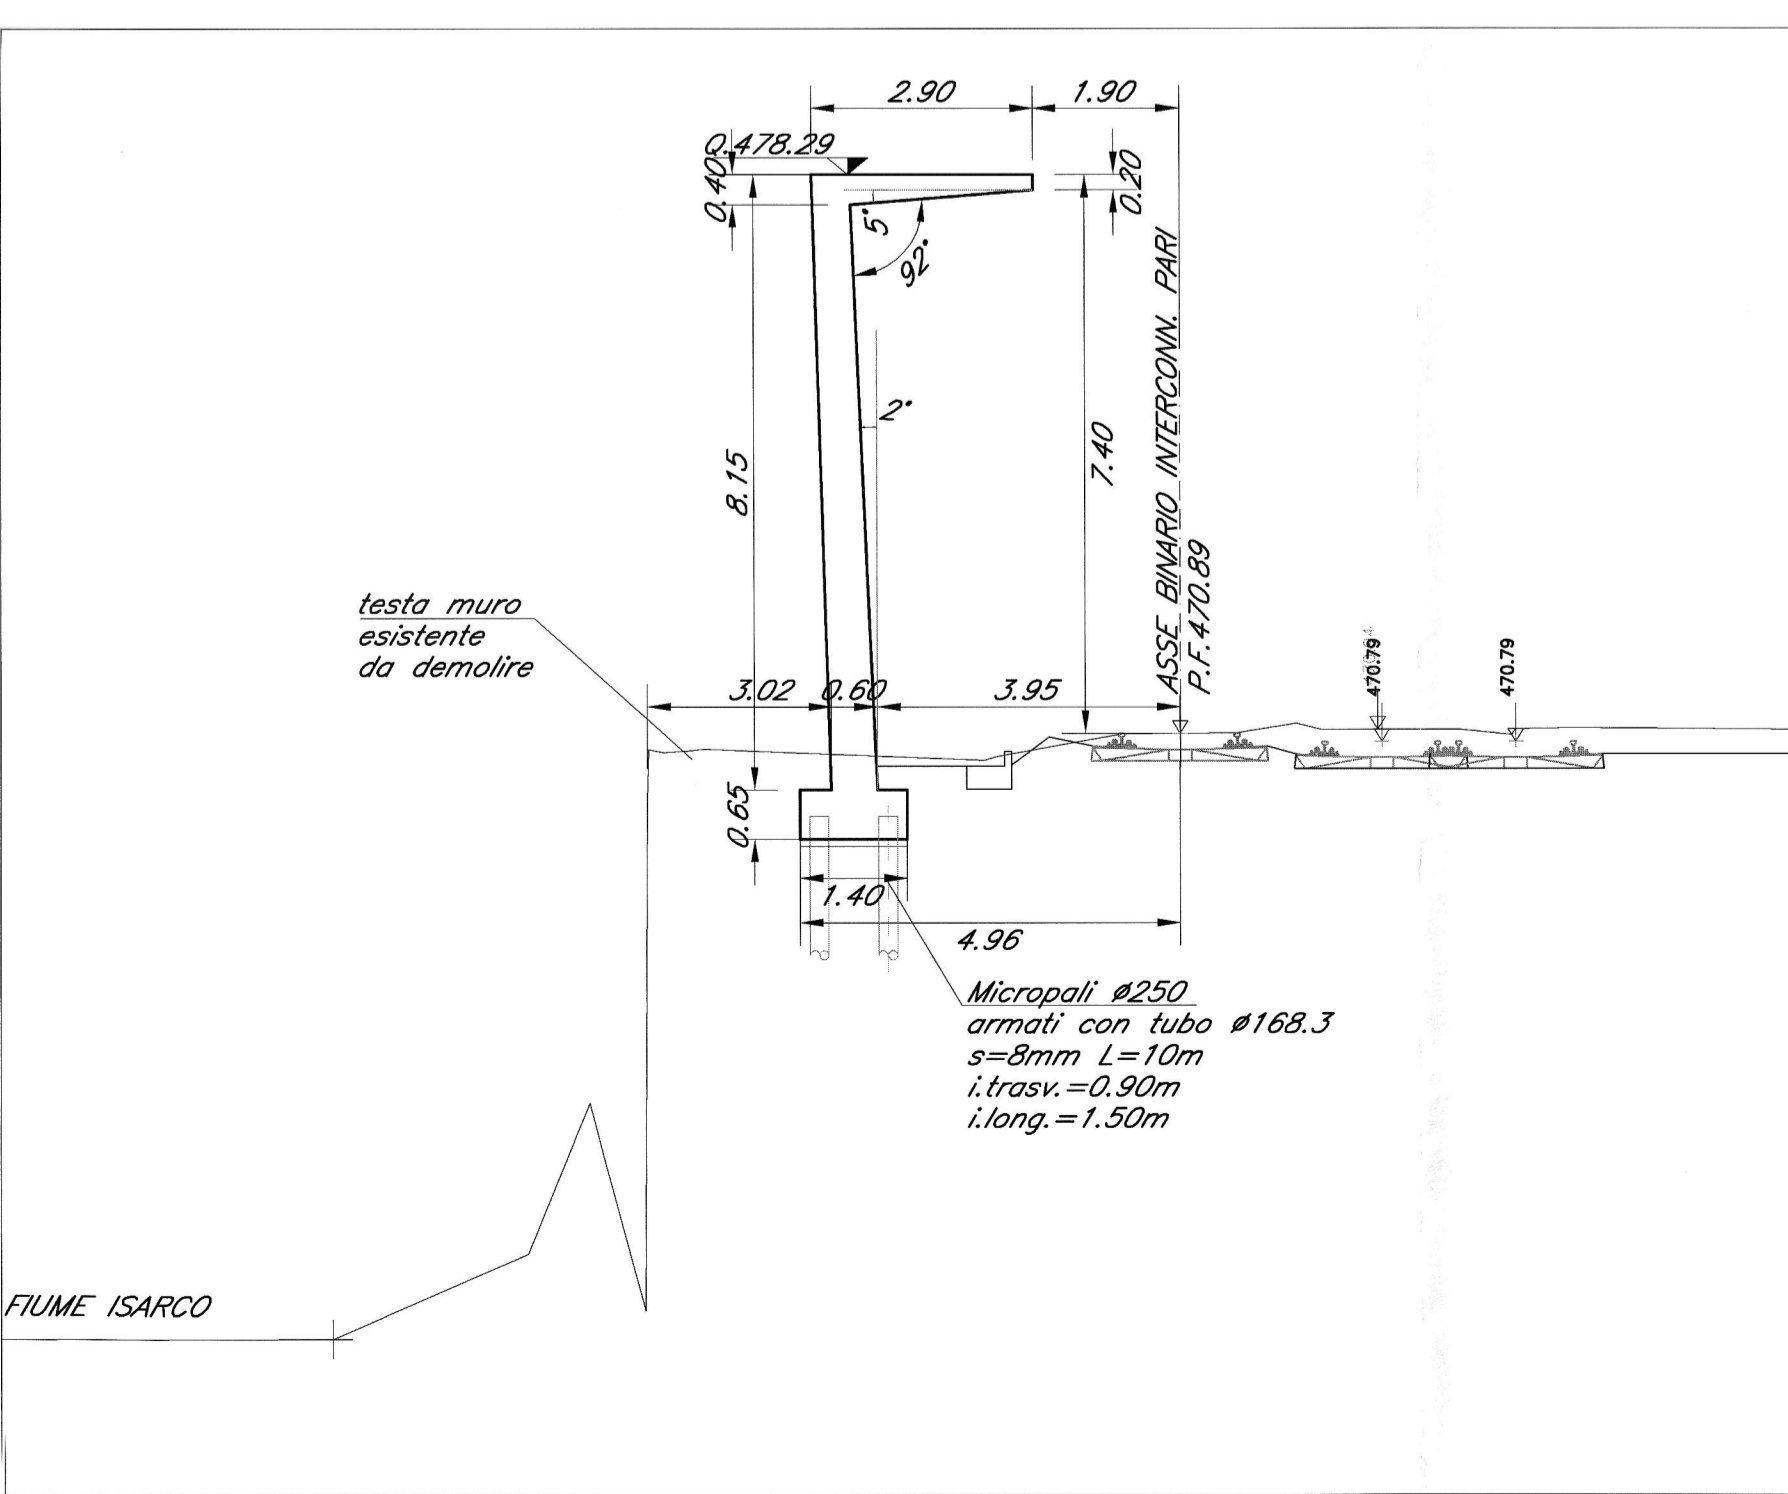 2.90
1.90
Q.478.29
0.40
0.20
5°
92°
2°
8.15
7.40
ASSE BINARIO INTERCONN. PARI
P.F.470.89
testa muro
esistente
da demolire
470.79
470.79
3.02
0.60
3.95
0.65
1.40
4.96
Micropali ø250
armati con tubo ø168.3
s=8mm L=10m
i.trasv.=0.90m
i.long.=1.50m
FIUME ISARCO